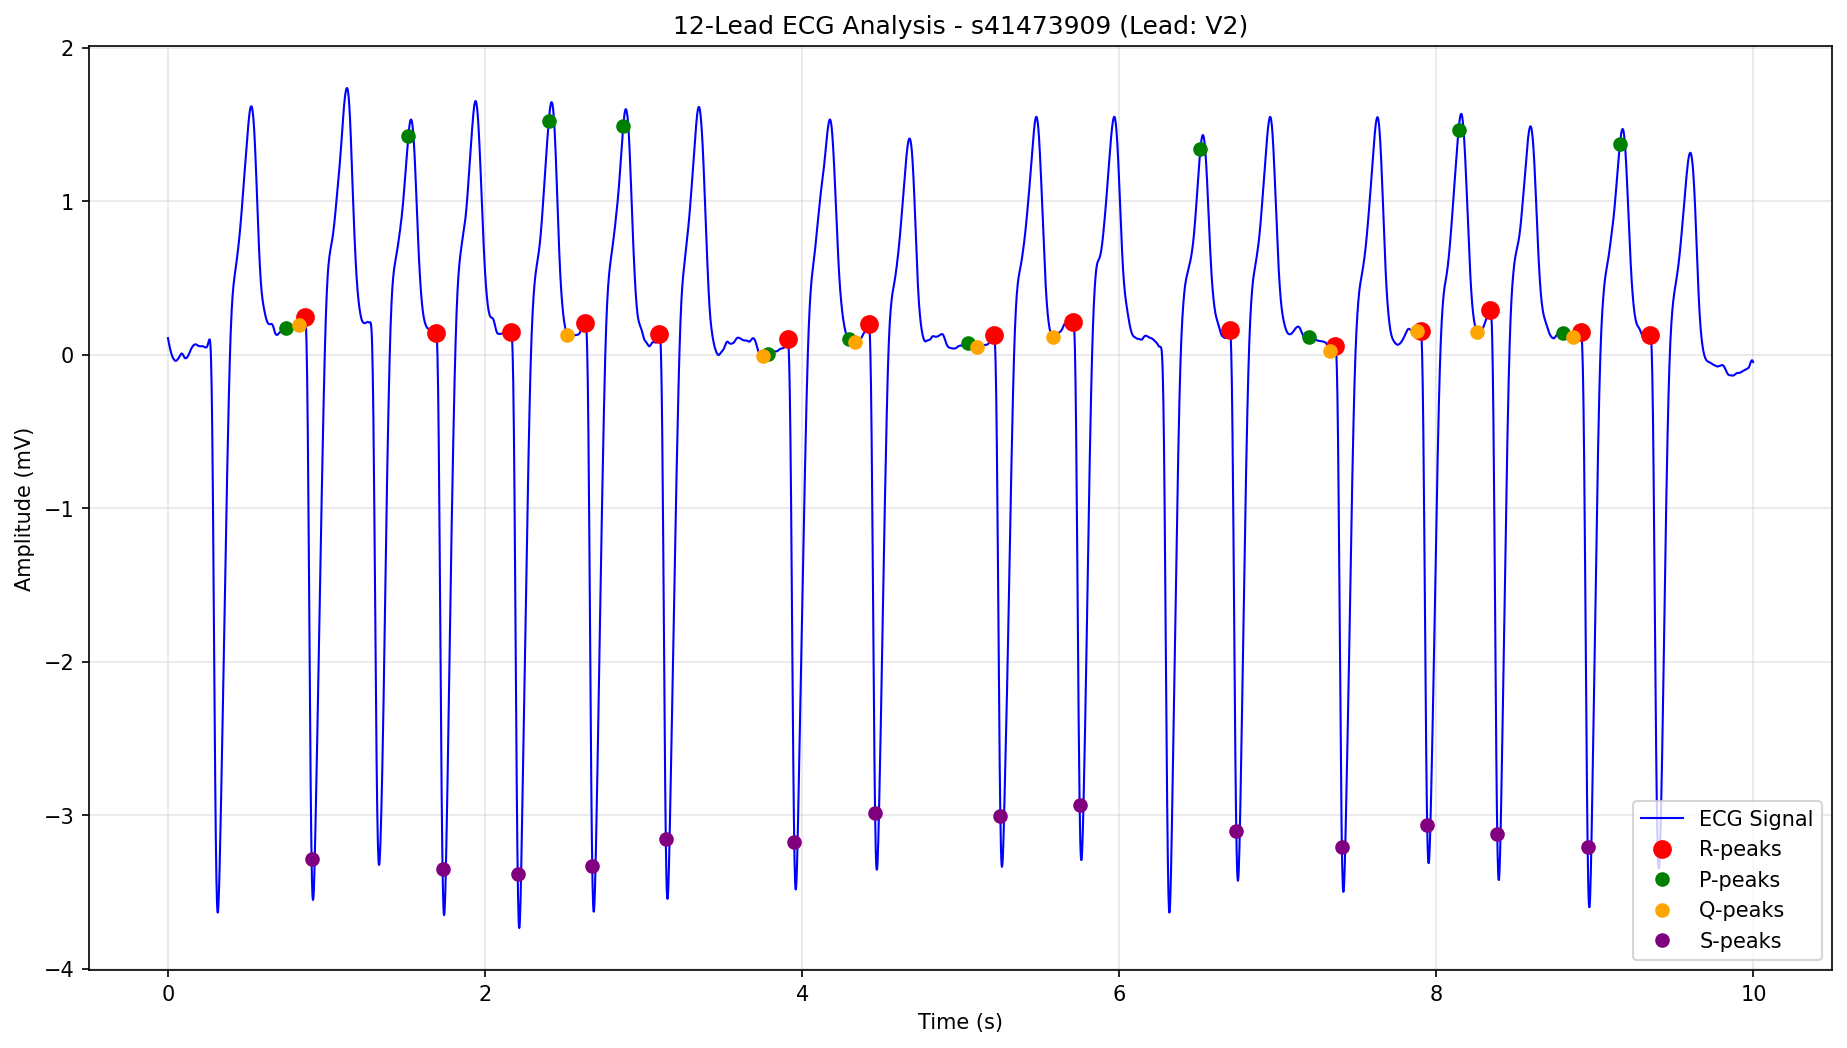 12-Lead ECG Analysis - s41473909 (Lead: V2)
2
1
0
−1
−2
−3
−4
Amplitude (mV)
0 2 4 6 8 10
Time (s)
ECG Signal
R-peaks
P-peaks
Q-peaks
S-peaks